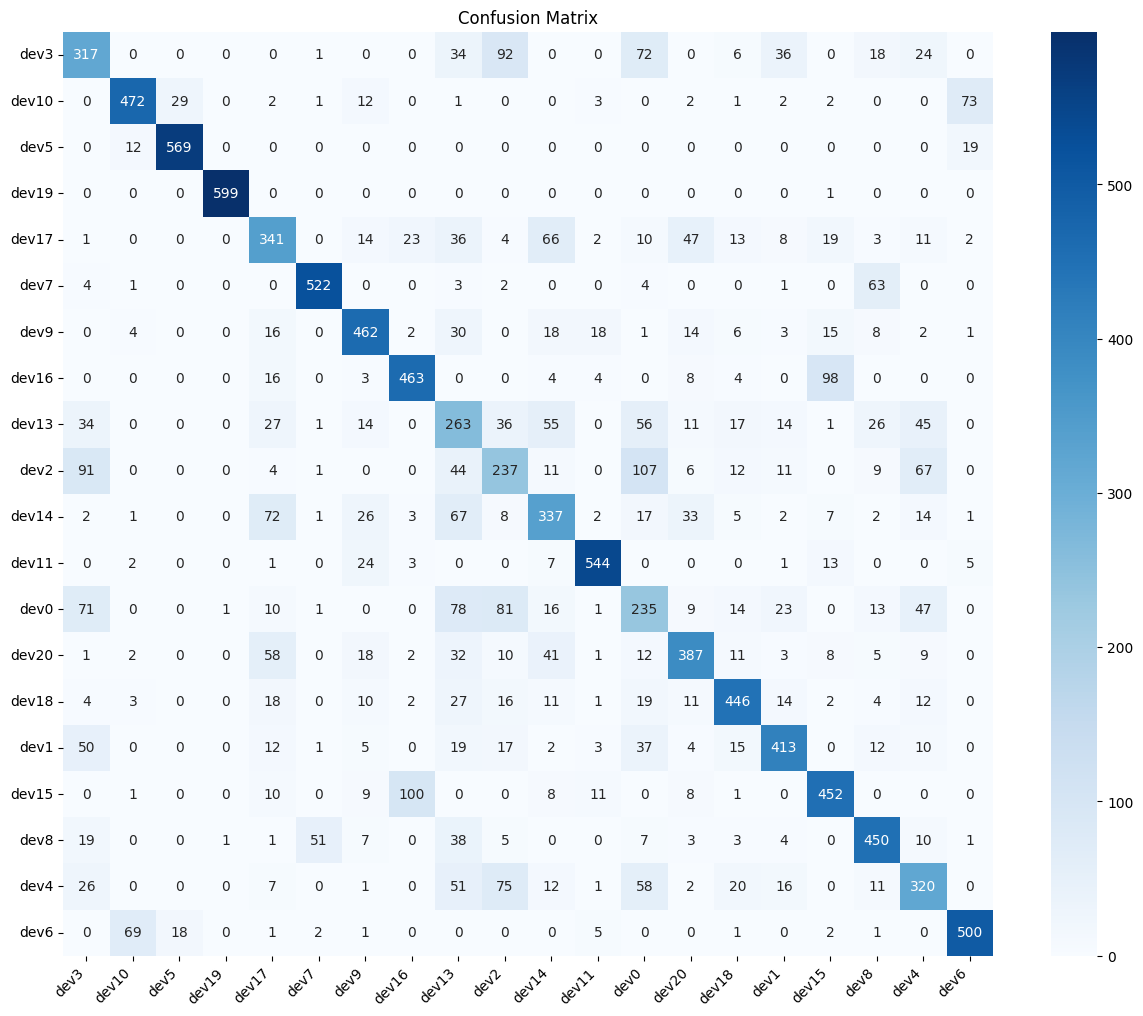 Confusion Matrix
dev3 317 0 0 0 0 1 0 0 34 92 0 0 72 0 6 36 0 18 24 0
dev10 0 472 29 0 2 1 12 0 1 0 0 3 0 2 1 2 2 0 0 73
dev5 0 12 569 0 0 0 0 0 0 0 0 0 0 0 0 0 0 0 0 19
dev19 0 0 0 599 0 0 0 0 0 0 0 0 0 0 0 0 1 0 0 0
dev17 1 0 0 0 341 0 14 23 36 4 66 2 10 47 13 8 19 3 11 2
dev7 4 1 0 0 0 522 0 0 3 2 0 0 4 0 0 1 0 63 0 0
dev9 0 4 0 0 16 0 462 2 30 0 18 18 1 14 6 3 15 8 2 1
dev16 0 0 0 0 16 0 3 463 0 0 4 4 0 8 4 0 98 0 0 0
dev13 34 0 0 0 27 1 14 0 263 36 55 0 56 11 17 14 1 26 45 0
dev2 91 0 0 0 4 1 0 0 44 237 11 0 107 6 12 11 0 9 67 0
dev14 2 1 0 0 72 1 26 3 67 8 337 2 17 33 5 2 7 2 14 1
dev11 0 2 0 0 1 0 24 3 0 0 7 544 0 0 0 1 13 0 0 5
dev0 71 0 0 1 10 1 0 0 78 81 16 1 235 9 14 23 0 13 47 0
dev20 1 2 0 0 58 0 18 2 32 10 41 1 12 387 11 3 8 5 9 0
dev18 4 3 0 0 18 0 10 2 27 16 11 1 19 11 446 14 2 4 12 0
dev1 50 0 0 0 12 1 5 0 19 17 2 3 37 4 15 413 0 12 10 0
dev15 0 1 0 0 10 0 9 100 0 0 8 11 0 8 1 0 452 0 0 0
dev8 19 0 0 1 1 51 7 0 38 5 0 0 7 3 3 4 0 450 10 1
dev4 26 0 0 0 7 0 1 0 51 75 12 1 58 2 20 16 0 11 320 0
dev6 0 69 18 0 1 2 1 0 0 0 0 5 0 0 1 0 2 1 0 500
dev3 dev10 dev5 dev19 dev17 dev7 dev9 dev16 dev13 dev2 dev14 dev11 dev0 dev20 dev18 dev1 dev15 dev8 dev4 dev6
500
400
300
200
100
0